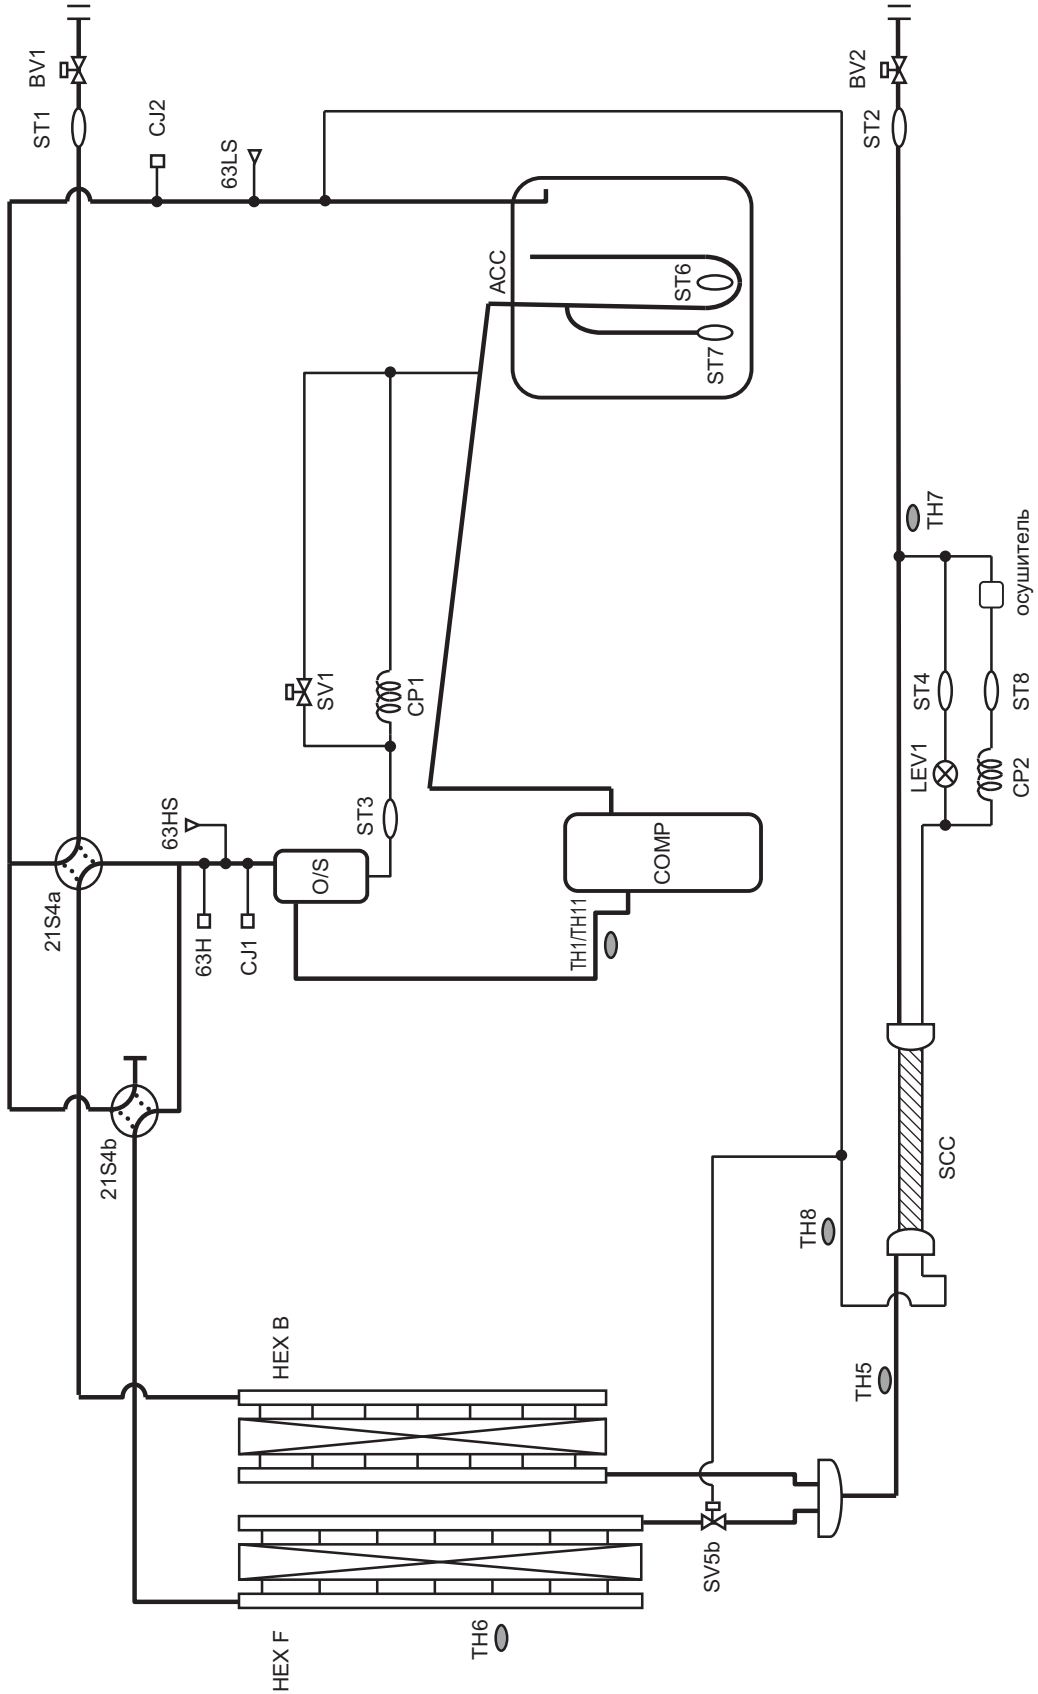 BV1
ST1
CJ2
63LS
BV2
ST2
ACC
ST6
ST7
TH7
осушитель
SV1
CP1
ST4
ST8
LEV1
CP2
63HS
ST3
COMP
21S4a
O/S
63H
CJ1
TH1/TH11
21S4b
SCC
TH8
HEX B
TH5
SV5b
HEX F
TH6